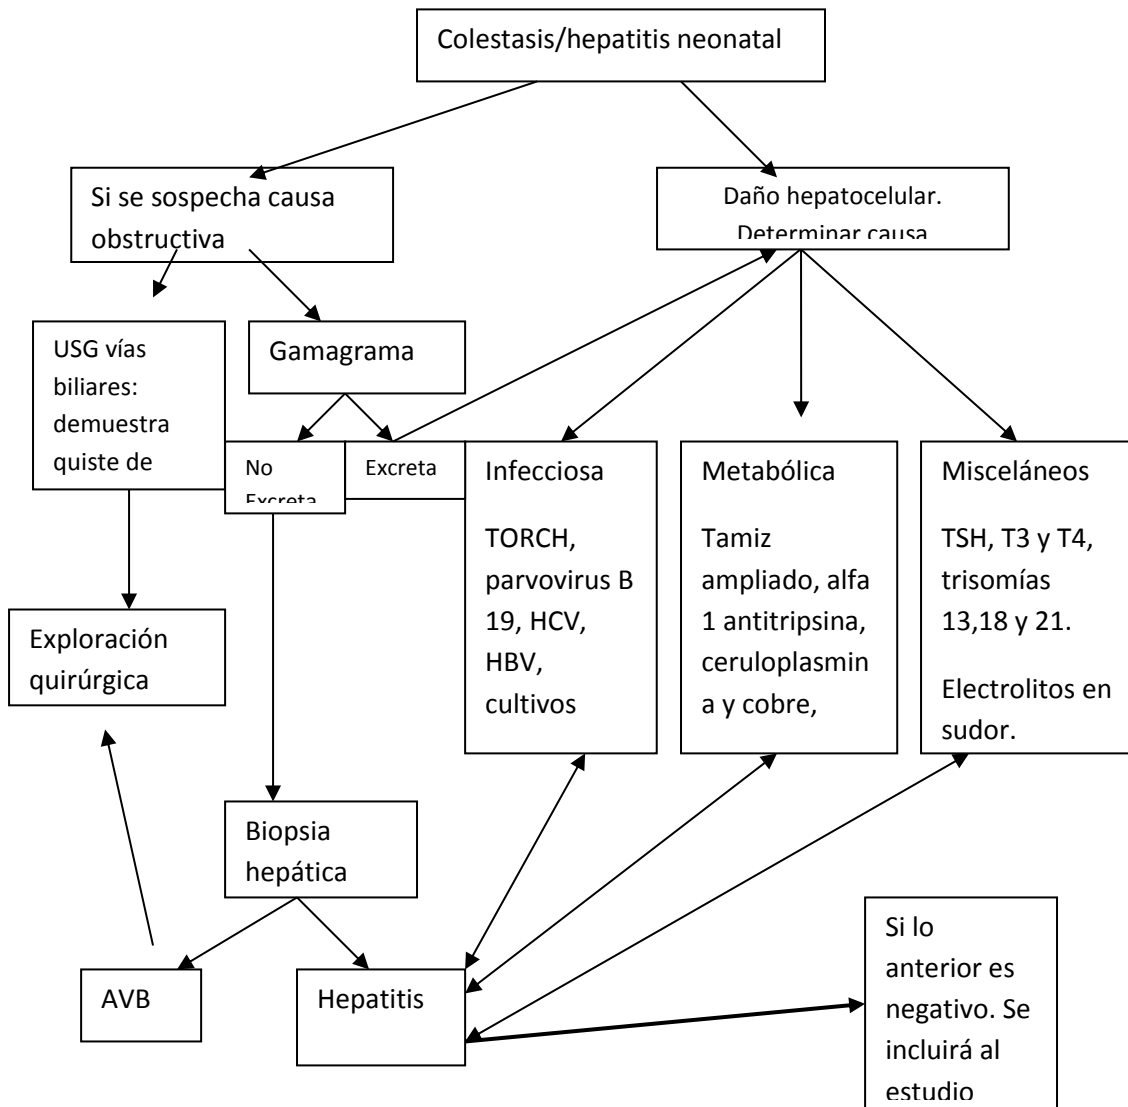 Colestasis/hepatitis neonatal
Si se sospecha causa
obstructiva
Daño hepatocelular.
Determinar causa
USG vías
biliares:
demuestra
quiste de
Gamagrama
No
Excreta
Excreta
Infecciosa
TORCH,
parvovirus B
19, HCV,
HBV,
cultivos
Metabólica
Tamiz
ampliado, alfa
1 antitripsina,
ceruloplasmin
a y cobre,
Misceláneos
TSH, T3 y T4,
trisomías
13,18 y 21.
Electrolitos en
sudor.
Exploración
quirúrgica
Biopsia
hepática
AVB
Hepatitis
Si lo
anterior es
negativo. Se
incluirá al
estudio